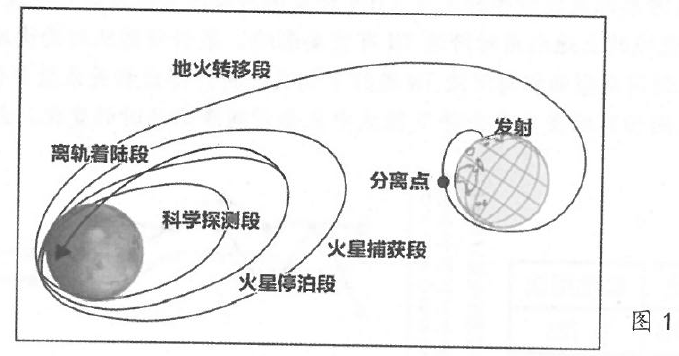 地火转移段
发射
离轨着陆段
分离点
科学探测段
火星捕获段
火星停泊段
图 1